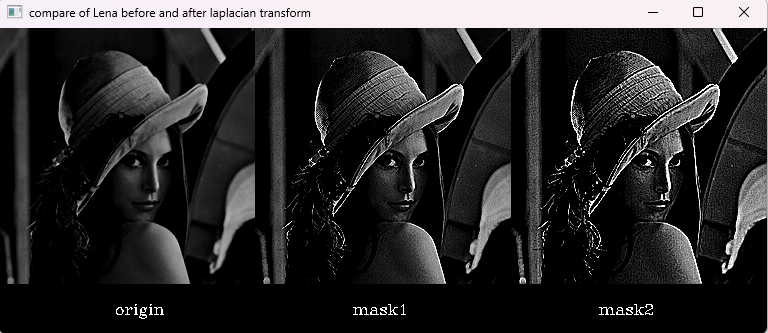 compare of Lena before and after laplacian transform
origin mask1 mask2